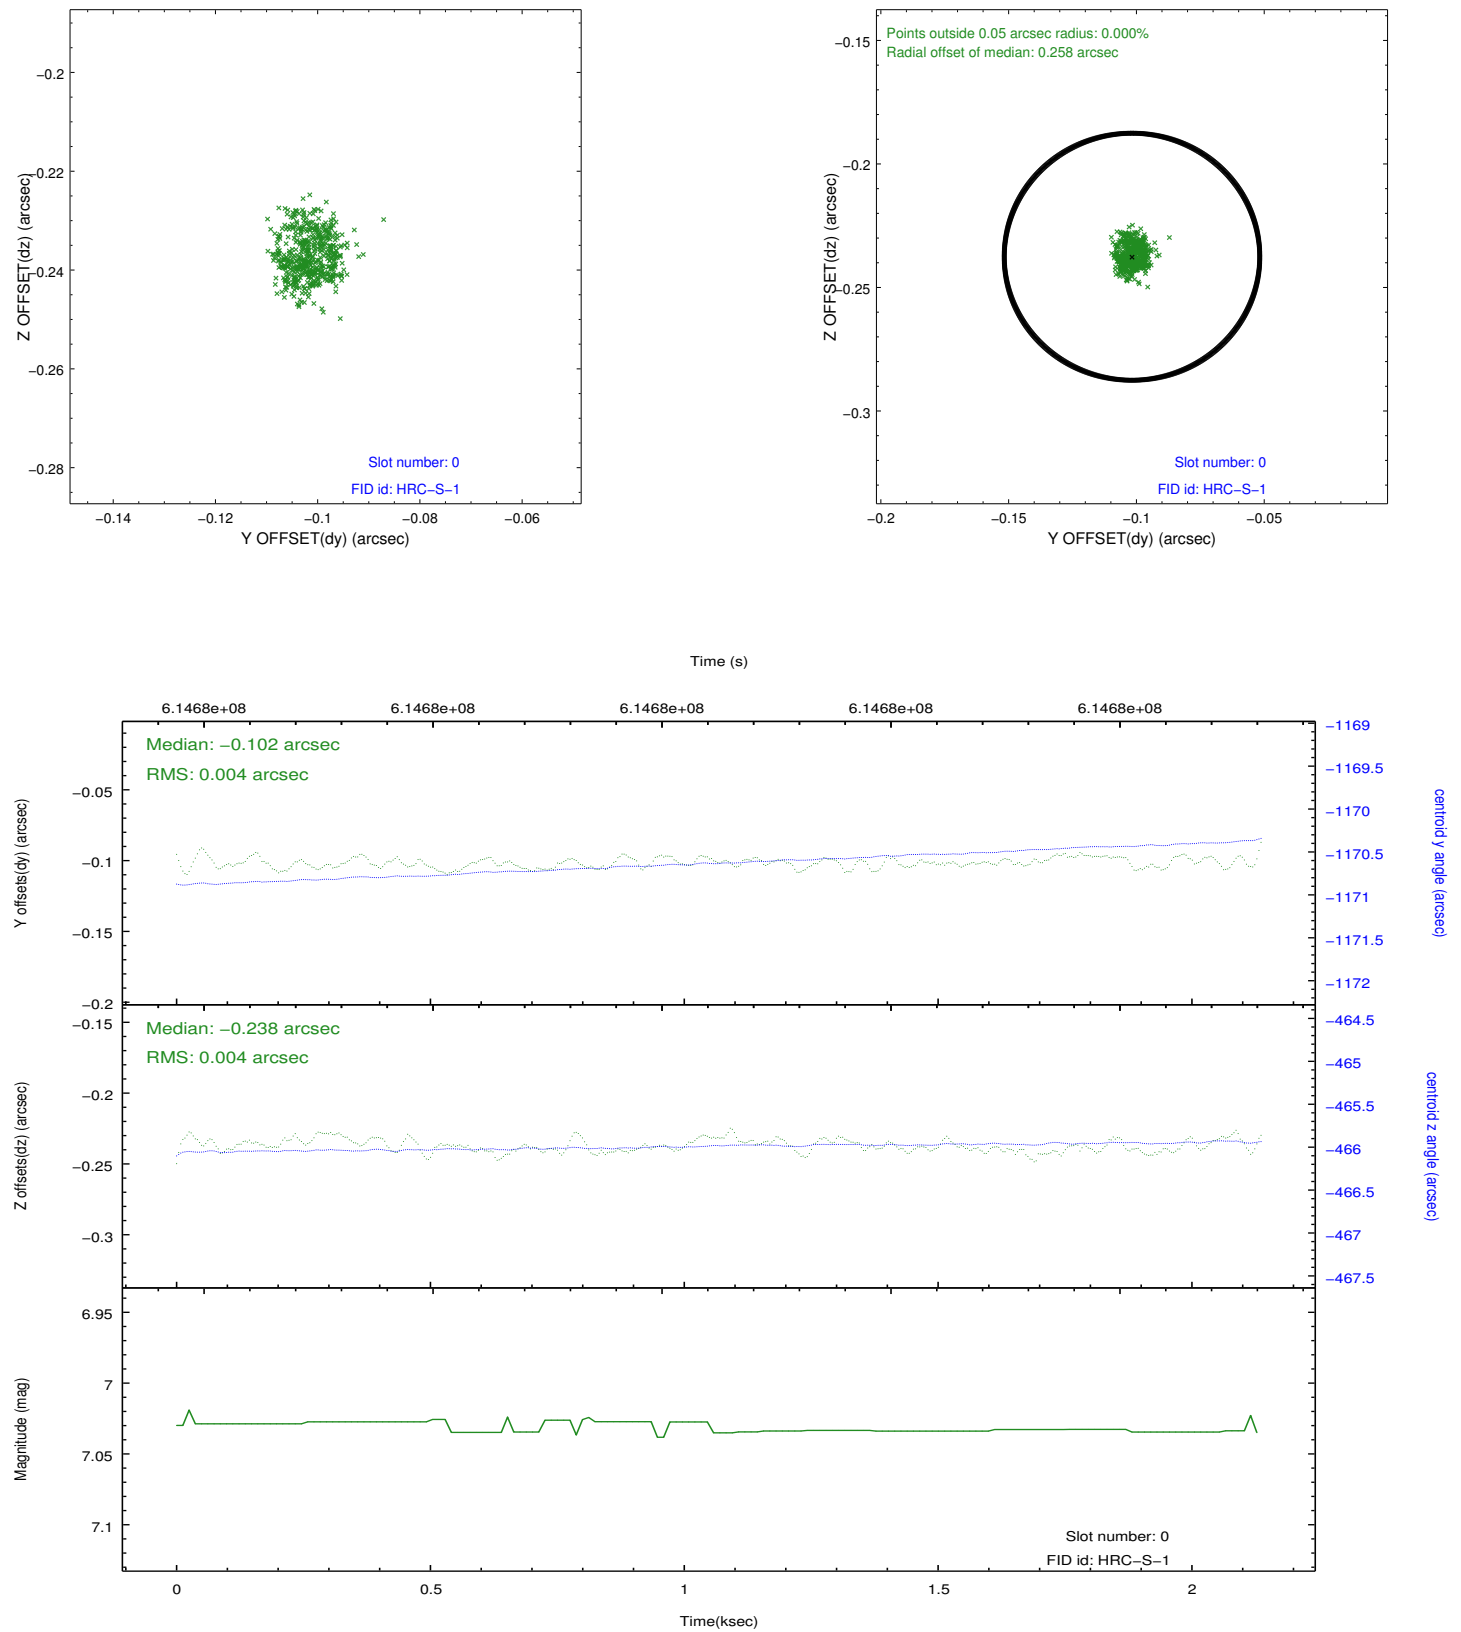 −0.2
−0.22
−0.24
−0.26
−0.28
Z OFFSET(dz) (arcsec)
Slot number: 0
FID id: HRC−S−1
−0.14 −0.12 −0.1 −0.08 −0.06
Y OFFSET(dy) (arcsec)
Points outside 0.05 arcsec radius: 0.000%
Radial offset of median: 0.258 arcsec
−0.15
−0.2
−0.25
−0.3
Z OFFSET(dz) (arcsec)
Slot number: 0
FID id: HRC−S−1
−0.2 −0.15 −0.1 −0.05
Y OFFSET(dy) (arcsec)
Time (s)
6.1468e+08 6.1468e+08 6.1468e+08 6.1468e+08 6.1468e+08
Median: −0.102 arcsec
RMS: 0.004 arcsec
−0.05
−0.1
−0.15
−0.2
Y offsets(dy) (arcsec)
−1169
−1169.5
−1170
−1170.5
−1171
−1171.5
−1172
centroid y angle (arcsec)
Median: −0.238 arcsec
RMS: 0.004 arcsec
−0.15
−0.2
−0.25
−0.3
Z offsets(dz) (arcsec)
−464.5
−465
−465.5
−466
−466.5
−467
−467.5
centroid z angle (arcsec)
6.95
7
7.05
7.1
Magnitude (mag)
Slot number: 0
FID id: HRC−S−1
0 0.5 1 1.5 2
Time(ksec)